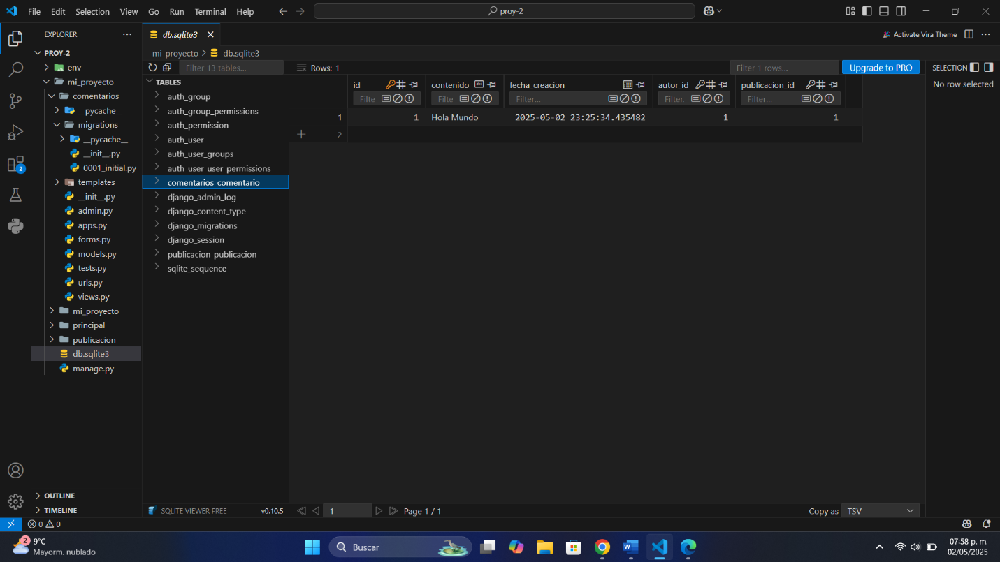 File Edit Selection View Go Run Terminal Help
proy-2
EXPLORER
PROY-2
env
mi_proyecto
comentarios
__pycache__
migrations
__pycache__
__init__.py
0001_initial.py
templates
__init__.py
admin.py
apps.py
forms.py
models.py
tests.py
urls.py
views.py
mi_proyecto
principal
publicacion
db.sqlite3
manage.py
OUTLINE
TIMELINE
2
db.sqlite3
Activate Vira Theme
mi_proyecto > db.sqlite3
Filter 13 tables...
TABLES
auth_group
auth_group_permissions
auth_permission
auth_user
auth_user_groups
auth_user_user_permissions
comentarios_comentario
django_admin_log
django_content_type
django_migrations
django_session
publicacion_publicacion
sqlite_sequence
SQLITE VIEWER FREE v0.10.5
Rows: 1
Filter 1 rows...
Upgrade to PRO
id contenido fecha_creacion autor_id publicacion_id
Filte Filte Filter... Filter. Filter...
1 1 Hola Mundo 2025-05-02 23:25:34.435482 1 1
2
1 Page 1 / 1
Copy as TSV
SELECTION
No row selected
0 0
2
9°C
Mayorm. nublado
Buscar
07:58 p. m.
02/05/2025